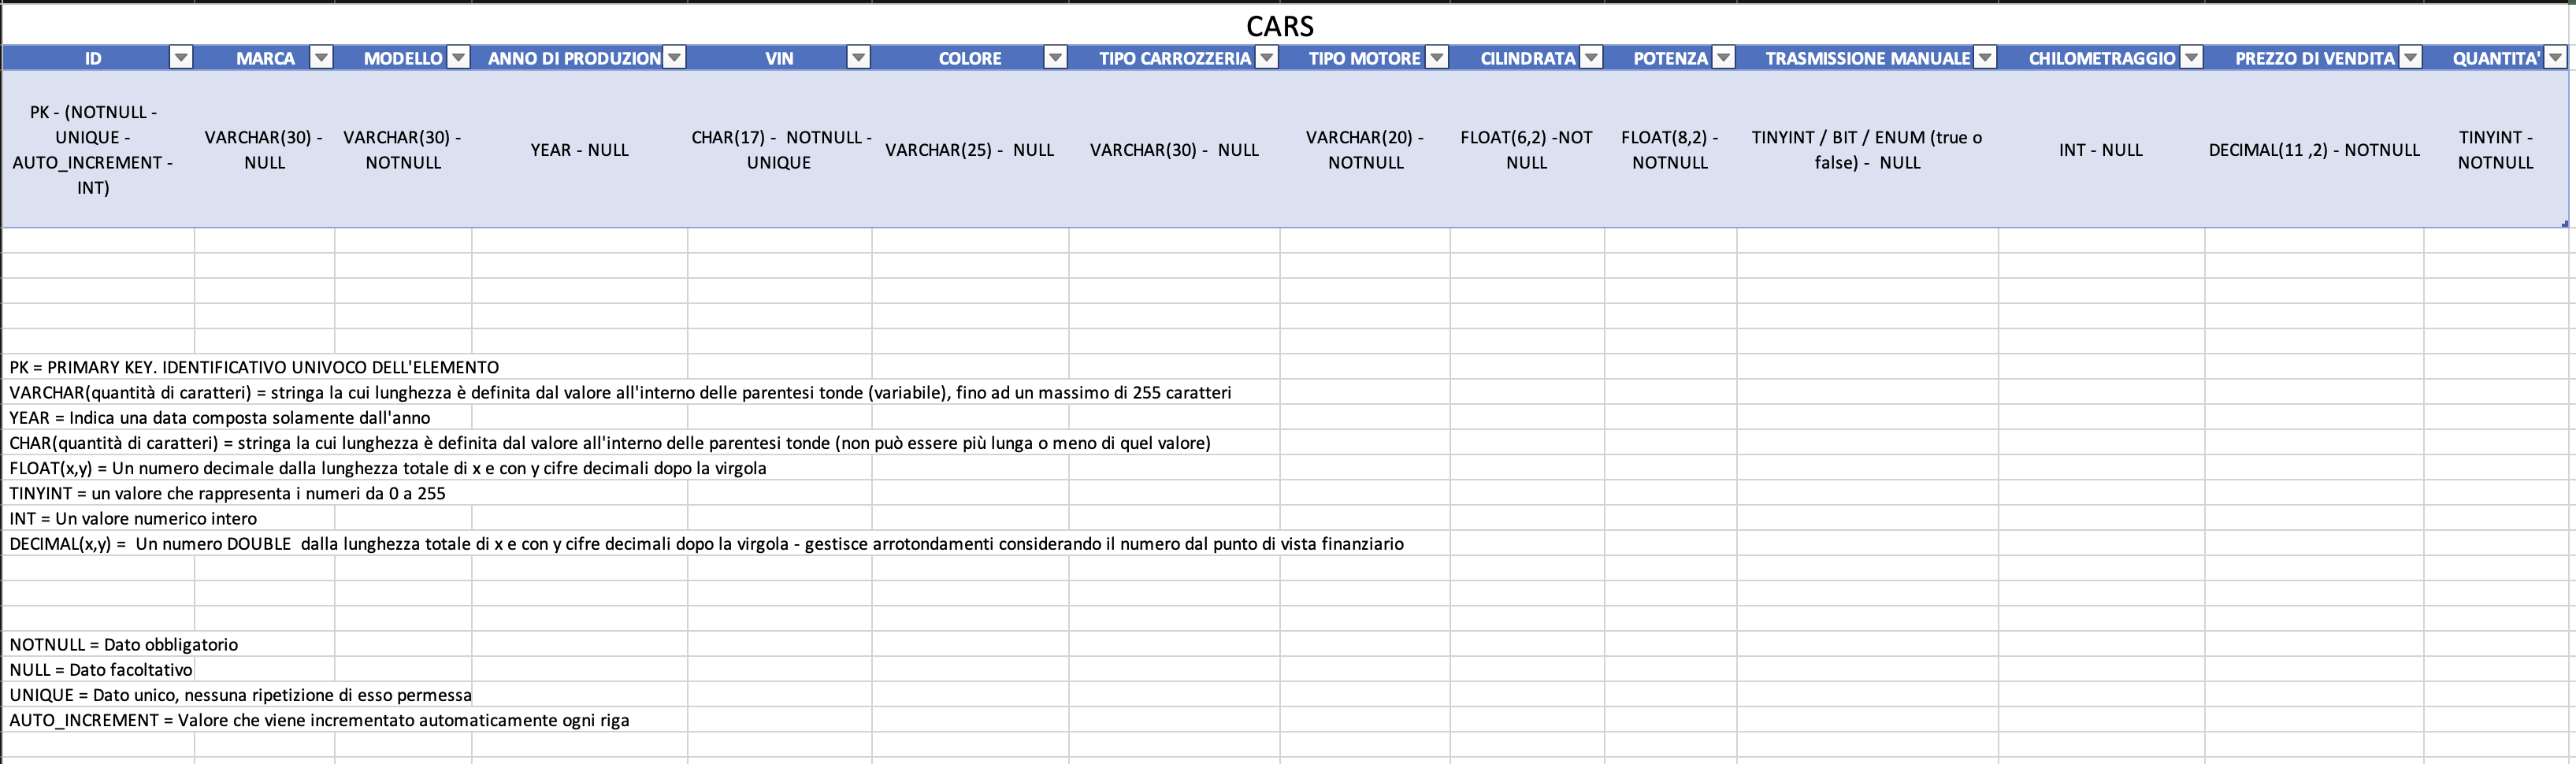 CARS
ID MARCA MODELLO ANNO DI PRODUZION VIN COLORE TIPO CARROZZERIA TIPO MOTORE CILINDRATA POTENZA TRASMISSIONE MANUALE CHILOMETRAGGIO PREZZO DI VENDITA QUANTITA'
PK - (NOTNULL -
UNIQUE -
AUTO_INCREMENT -
INT)
VARCHAR(30) -
NULL
VARCHAR(30) -
NOTNULL
YEAR - NULL
CHAR(17) -  NOTNULL -
UNIQUE
VARCHAR(25) -  NULL
VARCHAR(30) -  NULL
VARCHAR(20) -
NOTNULL
FLOAT(6,2) -NOT
NULL
FLOAT(8,2) -
NOTNULL
TINYINT / BIT / ENUM (true o
false) -  NULL
INT - NULL
DECIMAL(11 ,2) - NOTNULL
TINYINT -
NOTNULL
PK = PRIMARY KEY. IDENTIFICATIVO UNIVOCO DELL'ELEMENTO
VARCHAR(quantità di caratteri) = stringa la cui lunghezza è definita dal valore all'interno delle parentesi tonde (variabile), fino ad un massimo di 255 caratteri
YEAR = Indica una data composta solamente dall'anno
CHAR(quantità di caratteri) = stringa la cui lunghezza è definita dal valore all'interno delle parentesi tonde (non può essere più lunga o meno di quel valore)
FLOAT(x,y) = Un numero decimale dalla lunghezza totale di x e con y cifre decimali dopo la virgola
TINYINT = un valore che rappresenta i numeri da 0 a 255
INT = Un valore numerico intero
DECIMAL(x,y) =  Un numero DOUBLE  dalla lunghezza totale di x e con y cifre decimali dopo la virgola - gestisce arrotondamenti considerando il numero dal punto di vista finanziario
NOTNULL = Dato obbligatorio
NULL = Dato facoltativo
UNIQUE = Dato unico, nessuna ripetizione di esso permessa
AUTO_INCREMENT = Valore che viene incrementato automaticamente ogni riga